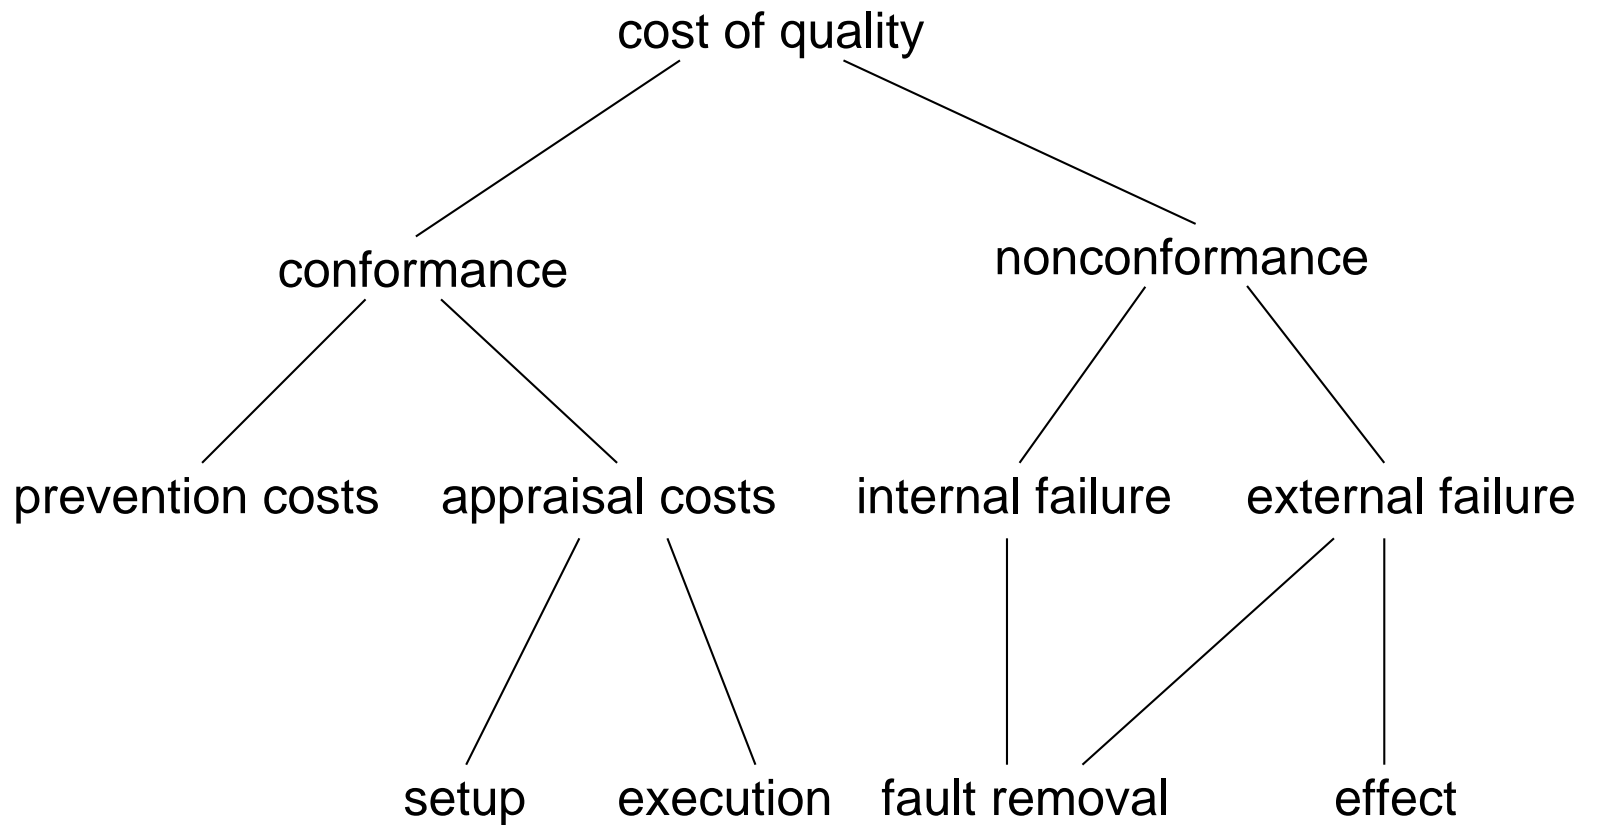 cost of quality
conformance
nonconformance
prevention costs
appraisal costs
internal failure
external failure
setup
execution
fault removal
effect